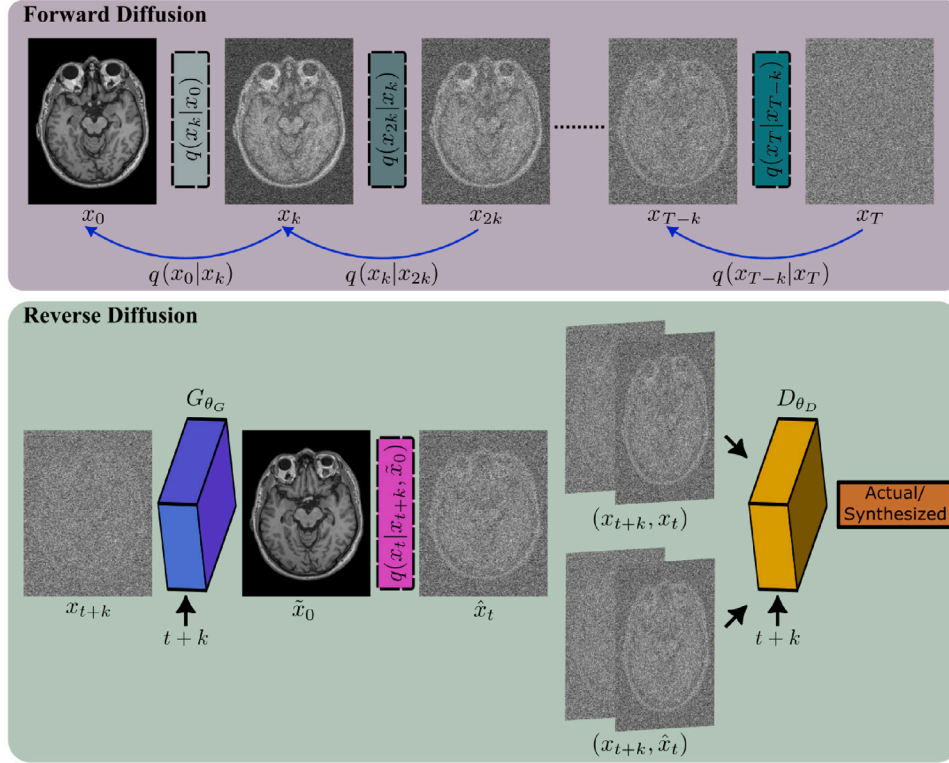 Forward Diffusion
q(x_k|x_0)
q(x_{2k}|x_k)
q(x_T|x_{T-k})
x_0
x_k
x_{2k}
x_{T-k}
x_T
q(x_0|x_k)
q(x_k|x_{2k})
q(x_{T-k}|x_T)
Reverse Diffusion
G_{θ_G}
D_{θ_D}
q(x_t|x_{t+k}, x̃_0)
Actual/
Synthesized
(x_{t+k}, x_t)
x_{t+k}
x̃_0
x̂_t
t + k
t + k
(x_{t+k}, x̂_t)